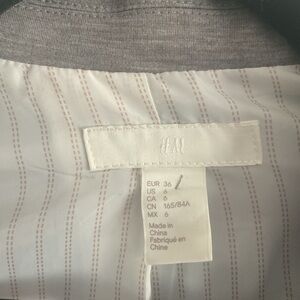 H&M
EUR 36
US 6
CA 6
CN 165/84A
MX 6
Made in
China
Fabriqué en
Chine